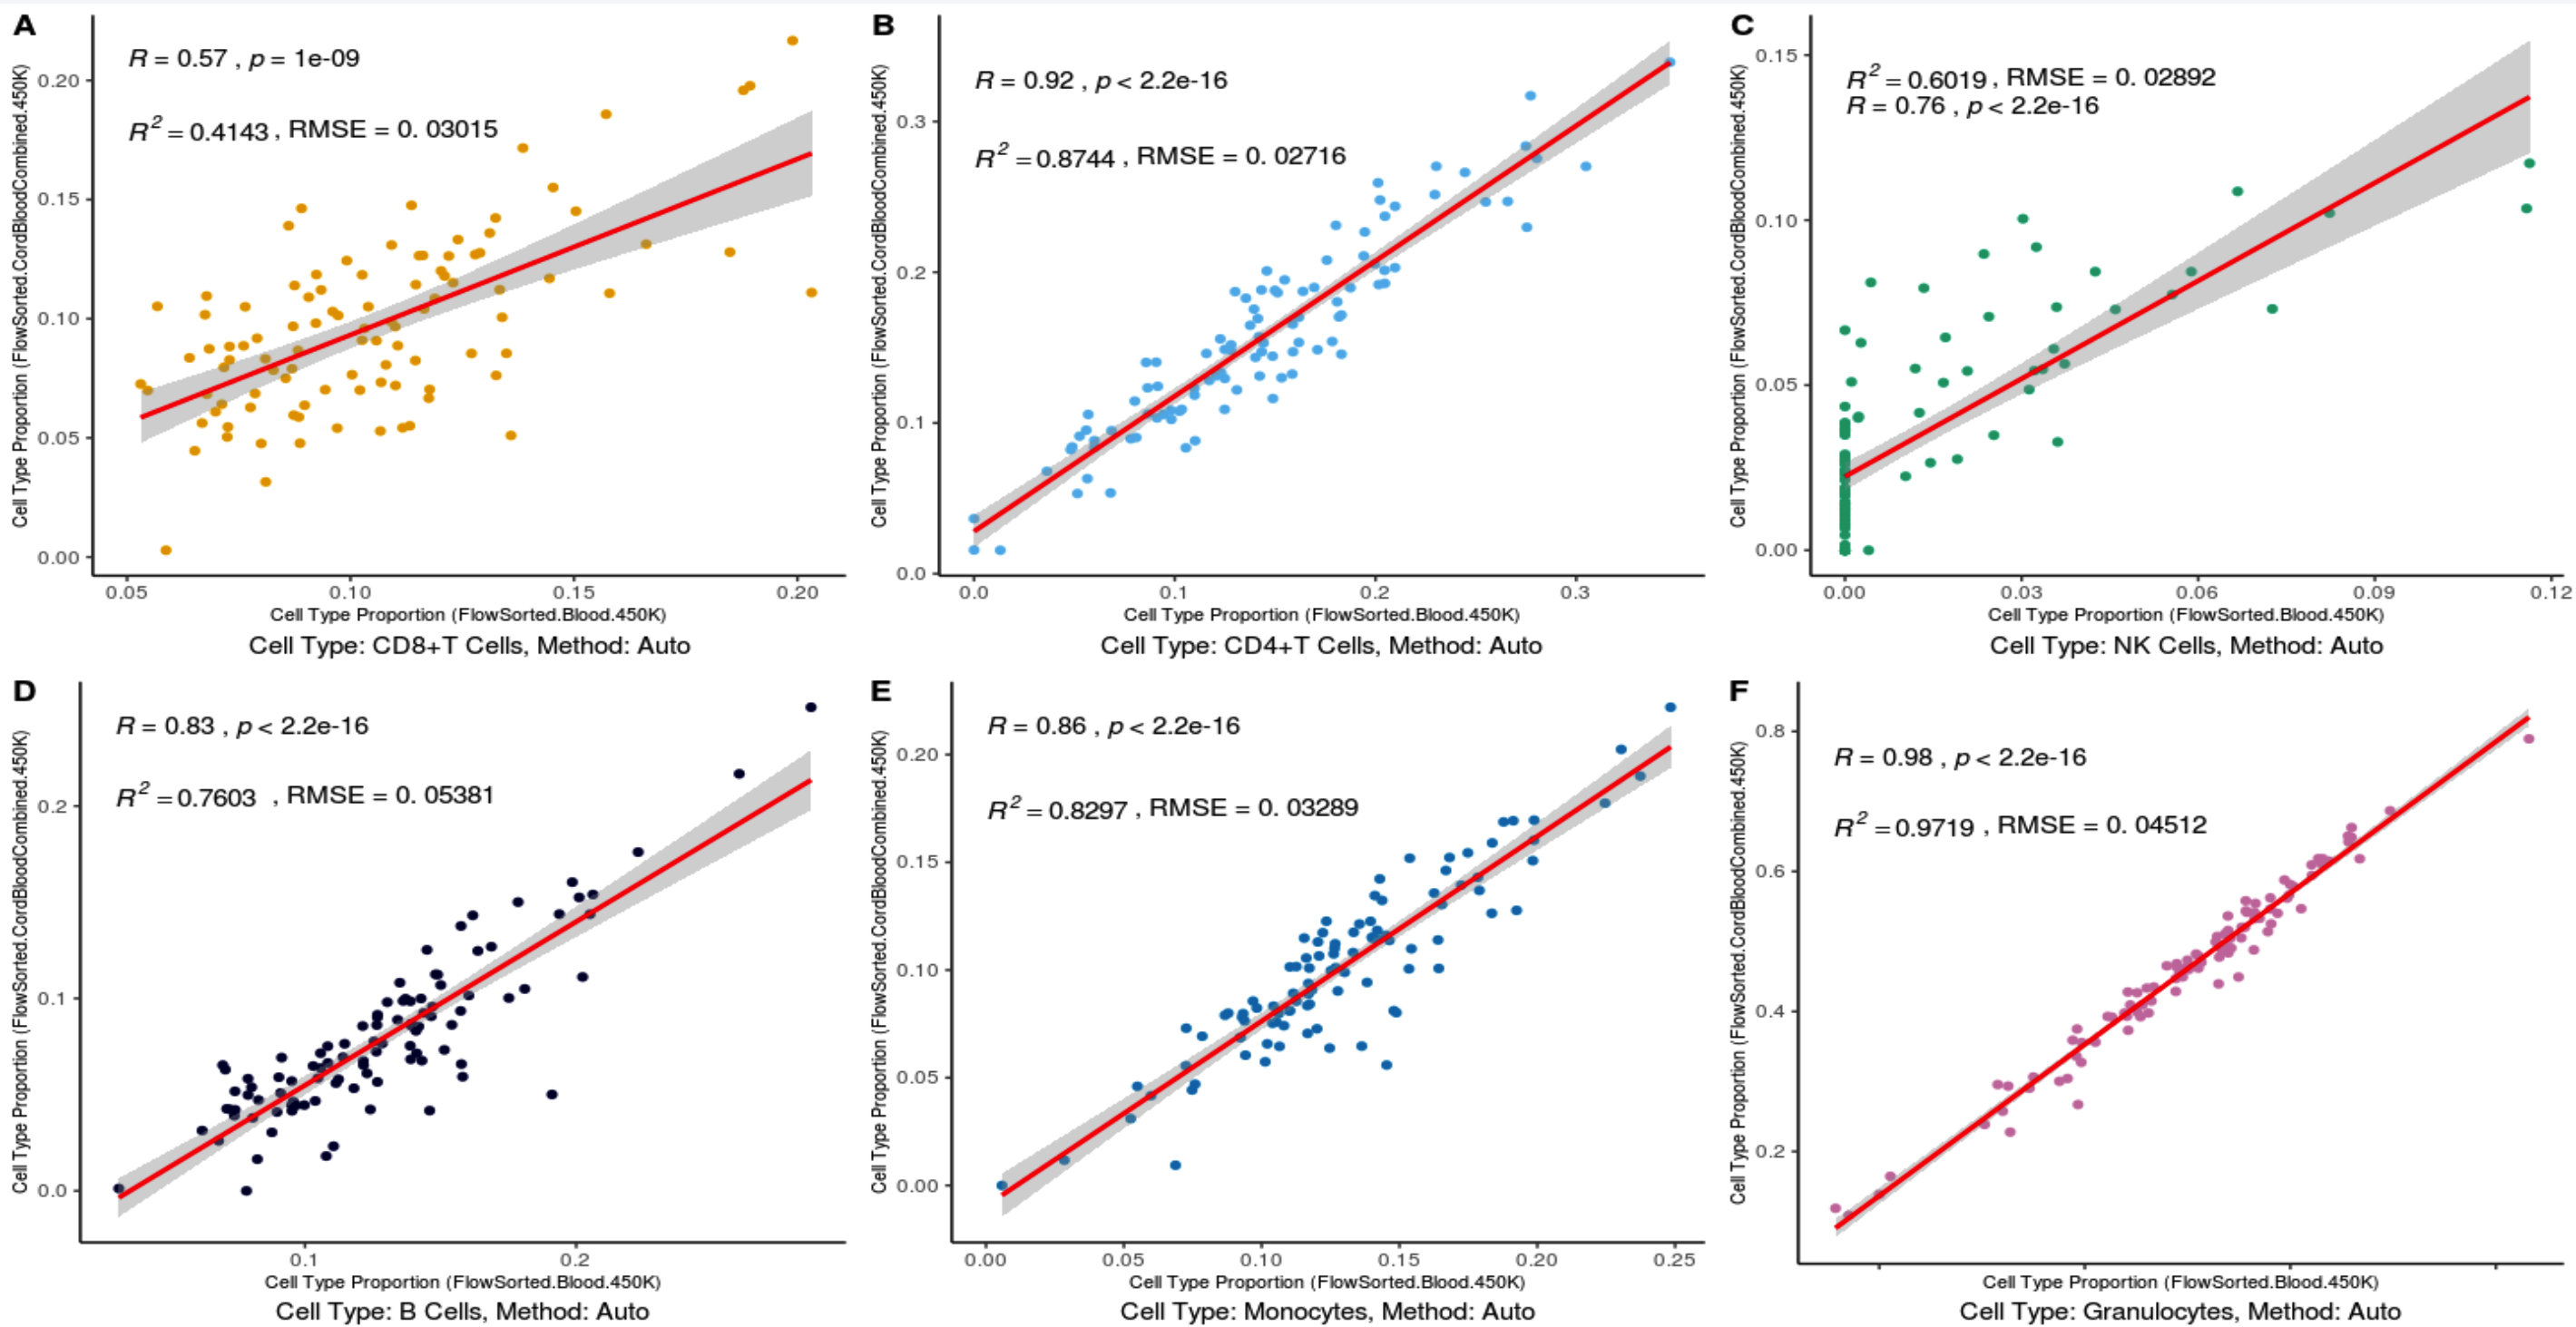 A
R = 0.57 , p = 1e-09
R² = 0.4143 , RMSE = 0. 03015
Cell Type Proportion (FlowSorted.CordBloodCombined.450K)
0.20
0.15
0.10
0.05
0.00
0.05 0.10 0.15 0.20
Cell Type Proportion (FlowSorted.Blood.450K)
Cell Type: CD8+T Cells, Method: Auto
B
R = 0.92 , p < 2.2e-16
R² = 0.8744 , RMSE = 0. 02716
Cell Type Proportion (FlowSorted.CordBloodCombined.450K)
0.3
0.2
0.1
0.0
0.0 0.1 0.2 0.3
Cell Type Proportion (FlowSorted.Blood.450K)
Cell Type: CD4+T Cells, Method: Auto
C
R² = 0.6019 , RMSE = 0. 02892
R = 0.76 , p < 2.2e-16
Cell Type Proportion (FlowSorted.CordBloodCombined.450K)
0.15
0.10
0.05
0.00
0.00 0.03 0.06 0.09 0.12
Cell Type Proportion (FlowSorted.Blood.450K)
Cell Type: NK Cells, Method: Auto
D
R = 0.83 , p < 2.2e-16
R² = 0.7603 , RMSE = 0. 05381
Cell Type Proportion (FlowSorted.CordBloodCombined.450K)
0.2
0.1
0.0
0.1 0.2
Cell Type Proportion (FlowSorted.Blood.450K)
Cell Type: B Cells, Method: Auto
E
R = 0.86 , p < 2.2e-16
R² = 0.8297 , RMSE = 0. 03289
Cell Type Proportion (FlowSorted.CordBloodCombined.450K)
0.20
0.15
0.10
0.05
0.00
0.00 0.05 0.10 0.15 0.20 0.25
Cell Type Proportion (FlowSorted.Blood.450K)
Cell Type: Monocytes, Method: Auto
F
R = 0.98 , p < 2.2e-16
R² = 0.9719 , RMSE = 0. 04512
Cell Type Proportion (FlowSorted.CordBloodCombined.450K)
0.8
0.6
0.4
0.2
Cell Type Proportion (FlowSorted.Blood.450K)
Cell Type: Granulocytes, Method: Auto